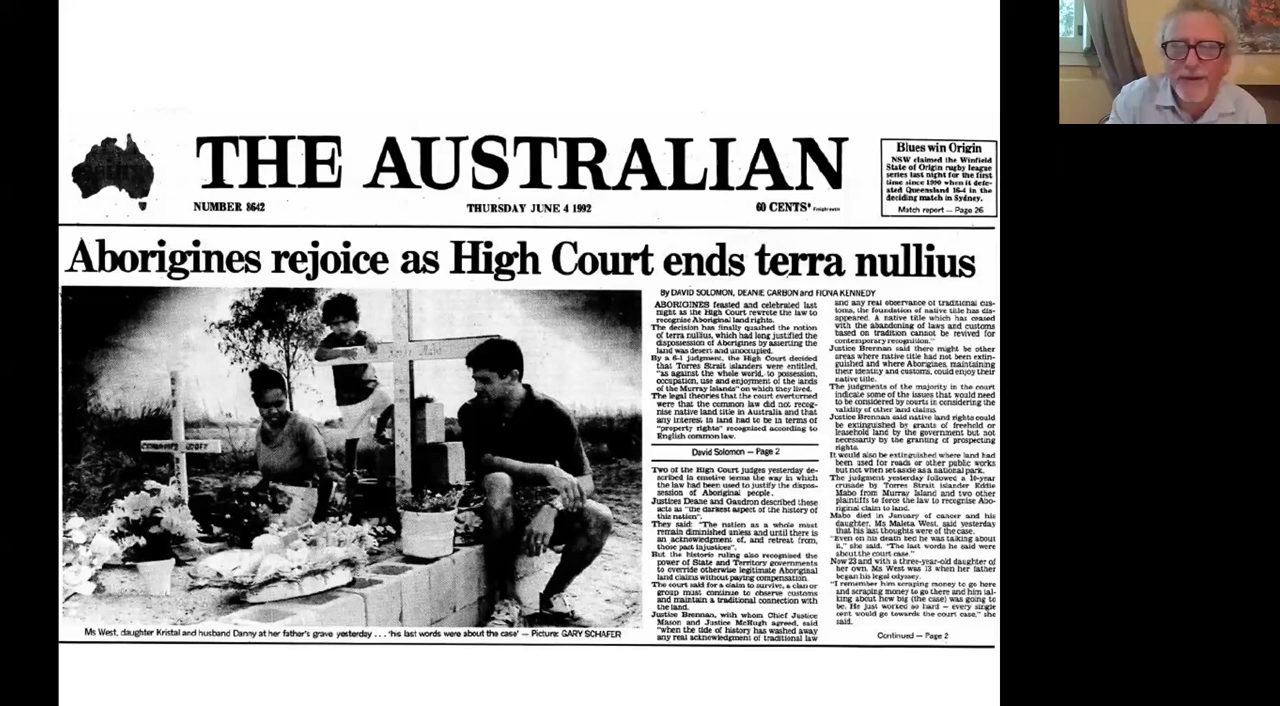 THE AUSTRALIAN
NUMBER 8642
THURSDAY JUNE 4 1992
60 CENTS*
Blues win Origin
NSW claimed the Winfield
State of Origin rugby league
series last night for the first
time since 1990 when it defe-
ated Queensland 16-4 in the
deciding match in Sydney.
Match report — Page 26
Aborigines rejoice as High Court ends terra nullius
By DAVID SOLOMON, DEANIE CARBON and FIONA KENNEDY
ABORIGINES feasted and celebrated last
night as the High Court rewrote the law to
recognise Aboriginal land rights.
The decision has finally quashed the notion
of terra nullius, which had long justified the
dispossession of Aborigines by asserting the
land was desert and unoccupied.
By a 6-1 judgment, the High Court decided
that Torres Strait islanders were entitled,
"as against the whole world, to possession,
occupation, use and enjoyment of the lands
of the Murray Islands" on which they lived.
The legal theories that the court overturned
were that the common law did not recog-
nise native land title in Australia and that
any interest in land had to be in terms of
"property rights" recognised according to
English common law.
David Solomon — Page 2
Two of the High Court judges yesterday de-
scribed in emotive terms the way in which
the law had been used to justify the dispos-
session of Aboriginal people.
Justices Deane and Gaudron described those
acts as "the darkest aspect of the history of
this nation".
They said: "The nation as a whole must
remain diminished unless and until there is
an acknowledgment of, and retreat from,
those past injustices".
But the historic ruling also recognised the
power of State and Territory governments
to override otherwise legitimate Aboriginal
land claims without paying compensation.
The court said for a claim to survive, a clan or
group must continue to observe customs
and maintain a traditional connection with
the land.
Justice Brennan, with whom Chief Justice
Mason and Justice McHugh agreed, said
"when the tide of history has washed away
any real acknowledgment of traditional law
and any real observance of traditional cus-
toms, the foundation of native title has dis-
appeared. A native title which has ceased
with the abandoning of laws and customs
based on tradition cannot be revived for
contemporary recognition."
Justice Brennan said there might be other
areas where native title had not been extin-
guished and where Aborigines, maintaining
their identity and customs, could enjoy their
native title.
The judgments of the majority in the court
indicate some of the issues that would need
to be considered by courts in considering the
validity of other land claims.
Justice Brennan said native land rights could
be extinguished by grants of freehold or
leasehold land by the government but not
necessarily by the granting of prospecting
rights.
It would also be extinguished where land had
been used for roads or other public works
but not when set aside as a national park.
The judgment yesterday followed a 10-year
crusade by Torres Strait islander Eddie
Mabo from Murray Island and two other
plaintiffs to force the law to recognise Abo-
riginal claim to land.
Mabo died in January of cancer and his
daughter, Ms Maleta West, said yesterday
that his last thoughts were of the case.
"Even on his death bed he was talking about
it," she said. "The last words he said were
about the court case."
Now 23 and with a three-year-old daughter of
her own, Ms West was 13 when her father
began his legal odyssey.
"I remember him scraping money to go here
and scraping money to go there and him tal-
king about how big (the case) was going to
be. He just worked so hard — every single
cent would go towards the court case," she
said.
Continued — Page 2
Ms West, daughter Kristal and husband Danny at her father's grave yesterday . . . 'his last words were about the case' — Picture: GARY SCHAFER